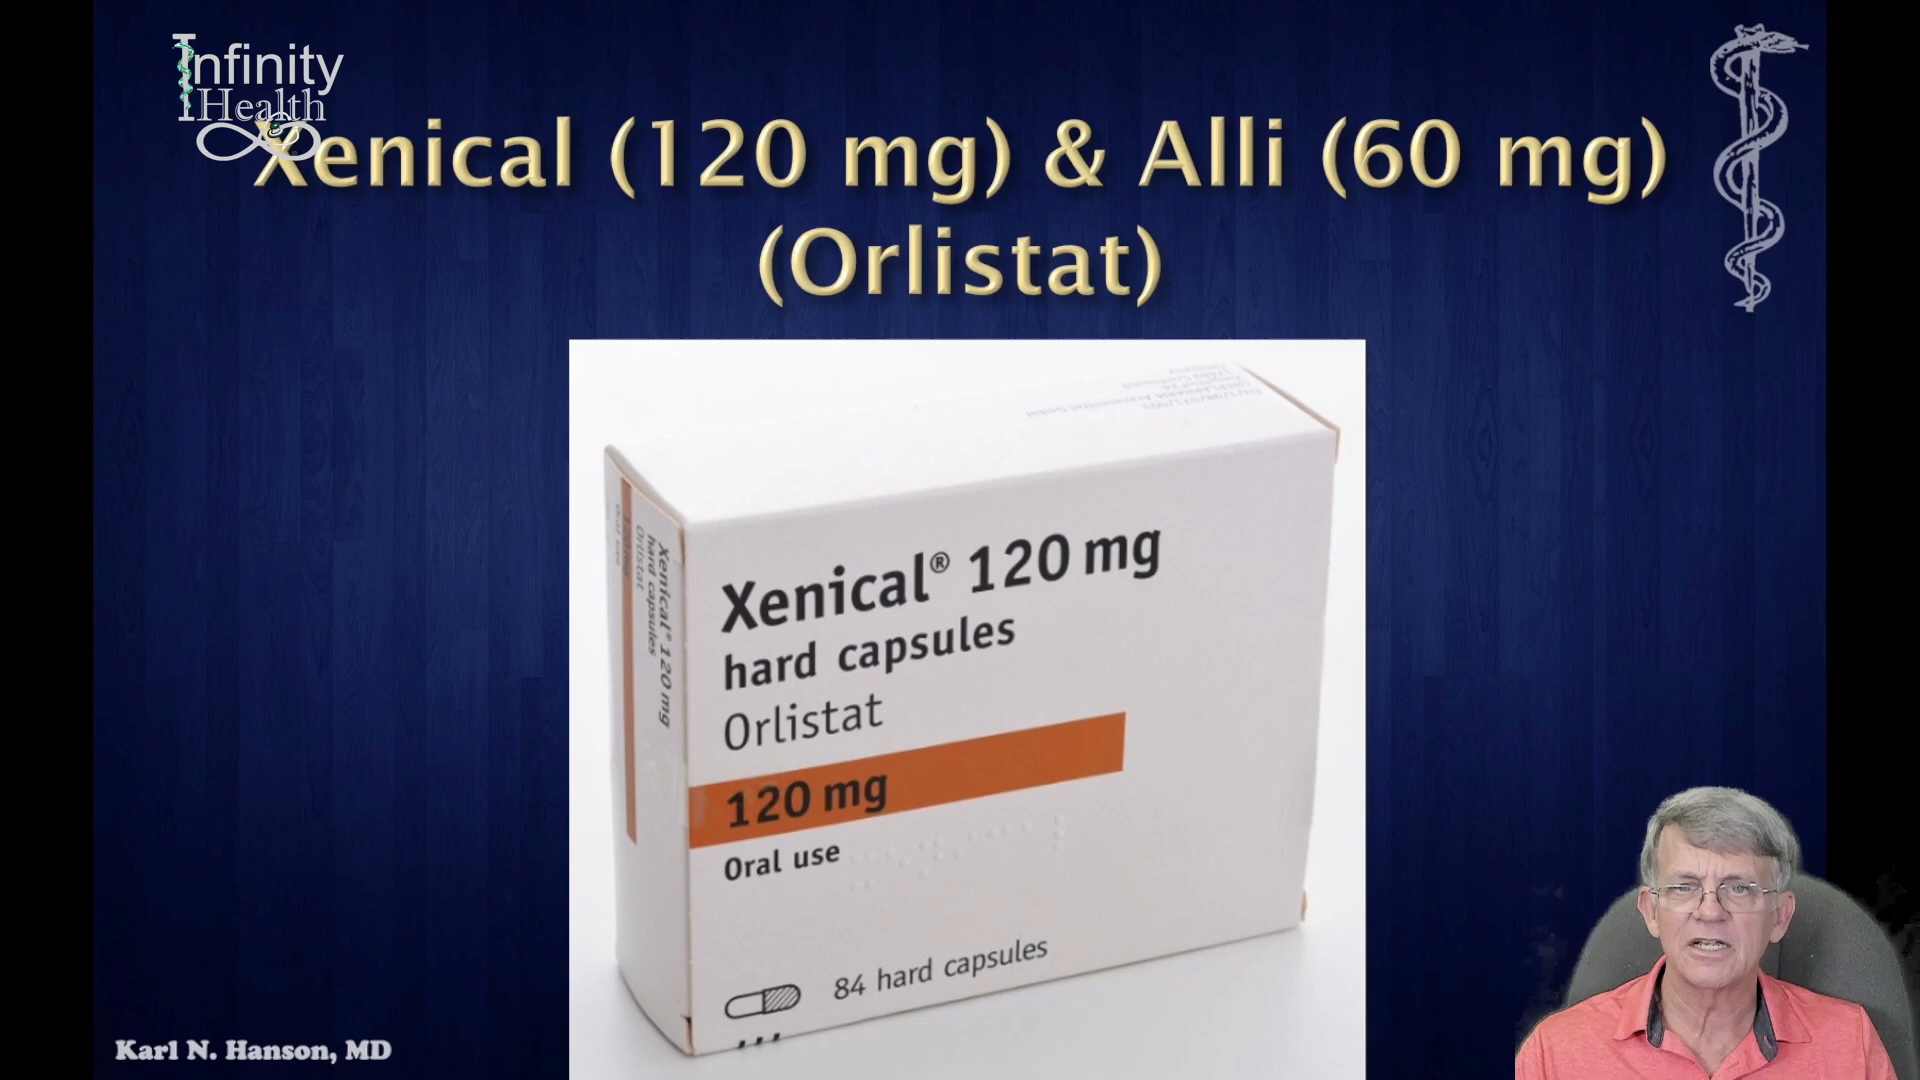 Infinity
Health
Xenical (120 mg) & Alli (60 mg)
(Orlistat)
Xenical® 120 mg
hard capsules
Orlistat
120 mg
Oral use
84 hard capsules
Xenical® 120 mg
hard capsules
Orlistat
Karl N. Hanson, MD